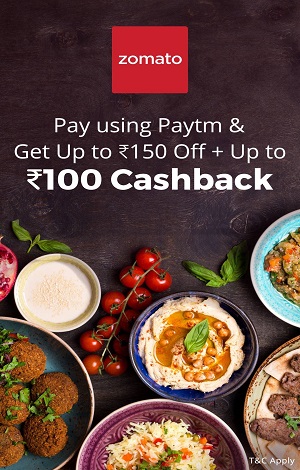 zomato
Pay using Paytm &
Get Up to ₹150 Off + Up to
₹100 Cashback
T&C Apply